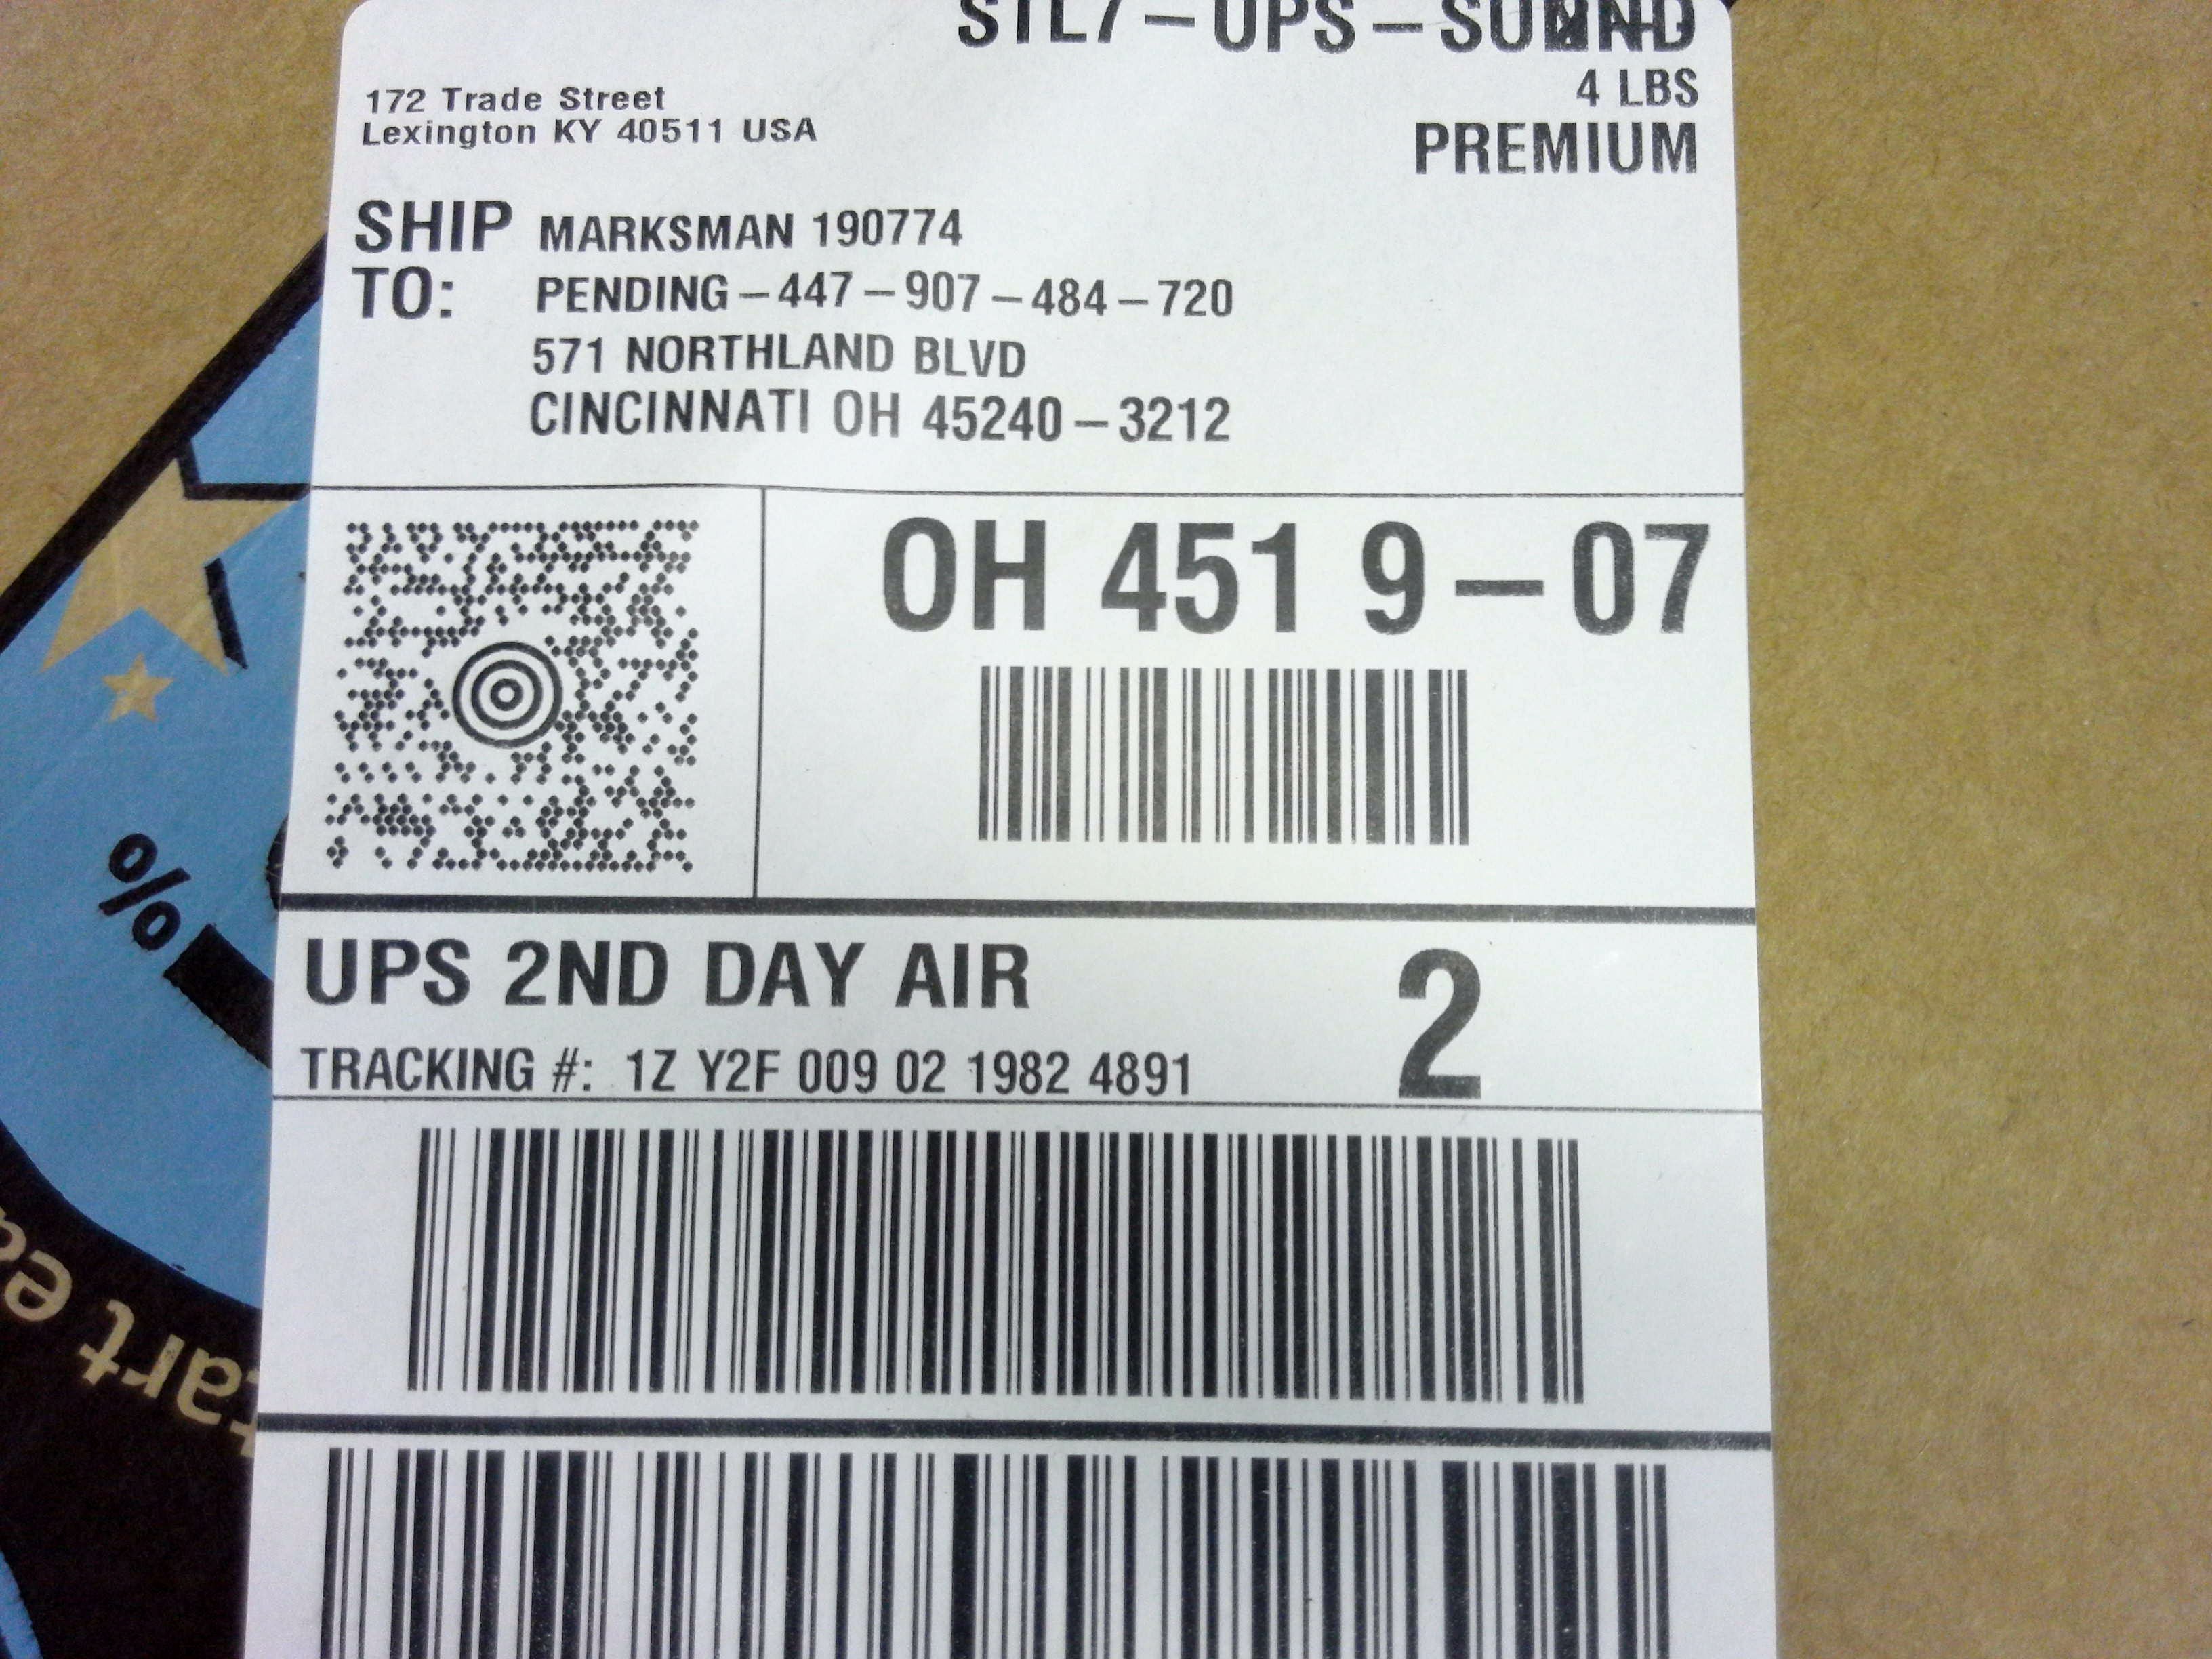 STL7-UPS-SU
4 LBS
PREMIUM
172 Trade Street
Lexington KY 40511 USA
SHIP TO:
MARKSMAN 190774
PENDING-447-907-484-720
571 NORTHLAND BLVD
CINCINNATI OH 45240-3212
OH 451 9-07
UPS 2ND DAY AIR
2
TRACKING #: 1Z Y2F 009 02 1982 4891
%
art ea